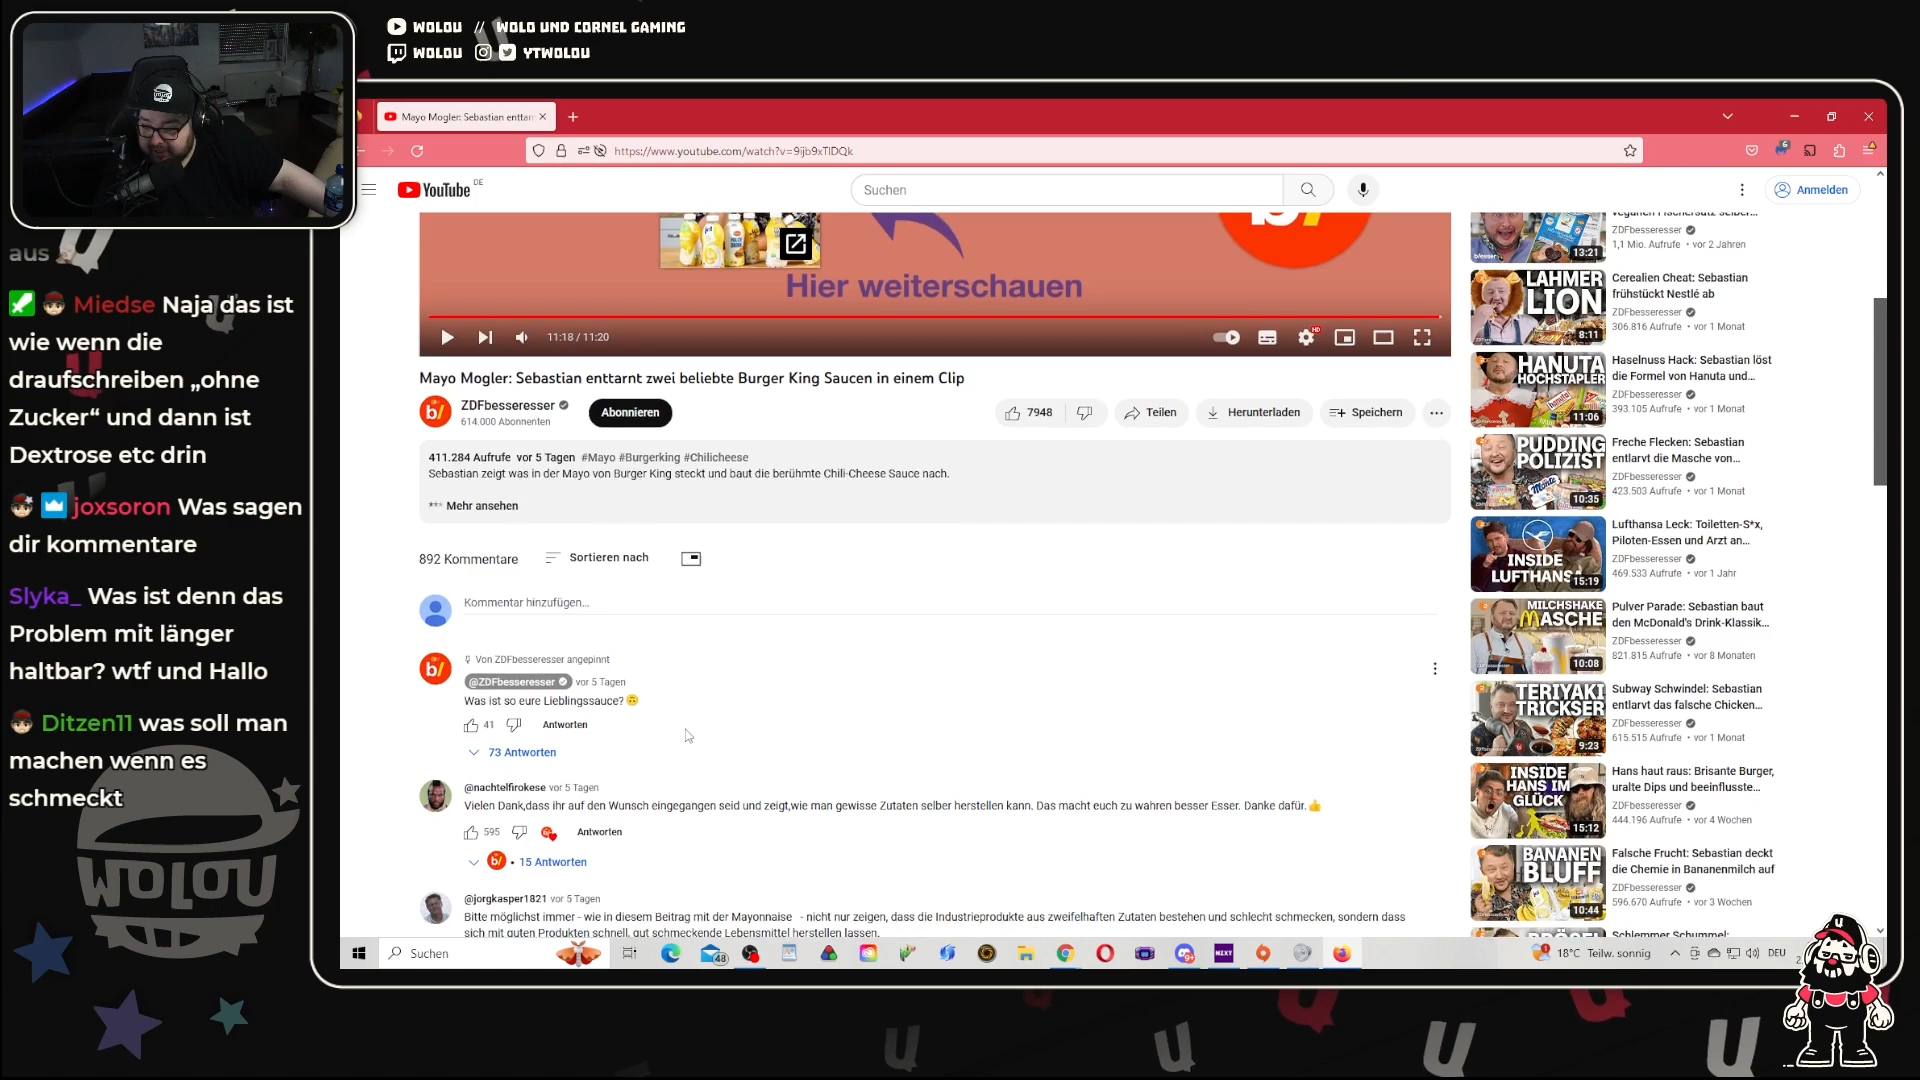 WOLOU // WOLO UND CORNEL GAMING
WOLOU YTWOLOU
aus
Miedse Naja das ist
wie wenn die
draufschreiben „ohne
Zucker“ und dann ist
Dextrose etc drin
joxsoron Was sagen
dir kommentare
Slyka_ Was ist denn das
Problem mit länger
haltbar? wtf und Hallo
Ditzen11 was soll man
machen wenn es
schmeckt
WOLOU
Mayo Mogler: Sebastian enttarn
https://www.youtube.com/watch?v=9ijb9xTlDQk
6
YouTube DE
Suchen
Anmelden
b/
Hier weiterschauen
11:18 / 11:20
HD
Mayo Mogler: Sebastian enttarnt zwei beliebte Burger King Saucen in einem Clip
b/
ZDFbesseresser
614.000 Abonnenten
Abonnieren
7948
Teilen
Herunterladen
Speichern
411.284 Aufrufe vor 5 Tagen #Mayo #Burgerking #Chilicheese
Sebastian zeigt was in der Mayo von Burger King steckt und baut die berühmte Chili-Cheese Sauce nach.
*** Mehr ansehen
892 Kommentare
Sortieren nach
Kommentar hinzufügen...
b/
Von ZDFbesseresser angepinnt
@ZDFbesseresser vor 5 Tagen
Was ist so eure Lieblingssauce?🙃
41
Antworten
73 Antworten
@nachtelfirokese vor 5 Tagen
Vielen Dank,dass ihr auf den Wunsch eingegangen seid und zeigt,wie man gewisse Zutaten selber herstellen kann. Das macht euch zu wahren besser Esser. Danke dafür.👍
595
Antworten
b/ • 15 Antworten
@jorgkasper1821 vor 5 Tagen
Bitte möglichst immer - wie in diesem Beitrag mit der Mayonnaise - nicht nur zeigen, dass die Industrieprodukte aus zweifelhaften Zutaten bestehen und schlecht schmecken, sondern dass
sich mit guten Produkten schnell, gut schmeckende Lebensmittel herstellen lassen.
veganen Fischersatz selber...
ZDFbesseresser
1,1 Mio. Aufrufe • vor 2 Jahren
13:21
LAHMER
LION
8:11
Cerealien Cheat: Sebastian
frühstückt Nestlé ab
ZDFbesseresser
306.816 Aufrufe • vor 1 Monat
HANUTA
HOCHSTAPLER
11:06
Haselnuss Hack: Sebastian löst
die Formel von Hanuta und...
ZDFbesseresser
393.105 Aufrufe • vor 1 Monat
PUDDING
POLIZIST
10:35
Freche Flecken: Sebastian
entlarvt die Masche von...
ZDFbesseresser
423.503 Aufrufe • vor 1 Monat
INSIDE
LUFTHANSA
15:19
Lufthansa Leck: Toiletten-S*x,
Piloten-Essen und Arzt an...
ZDFbesseresser
469.533 Aufrufe • vor 1 Jahr
MILCHSHAKE
MASCHE
10:08
Pulver Parade: Sebastian baut
den McDonald's Drink-Klassik...
ZDFbesseresser
821.815 Aufrufe • vor 8 Monaten
TERIYAKI
TRICKSER
9:23
Subway Schwindel: Sebastian
entlarvt das falsche Chicken...
ZDFbesseresser
615.515 Aufrufe • vor 1 Monat
INSIDE
HANS IM
GLÜCK
15:12
Hans haut raus: Brisante Burger,
uralte Dips und beeinflusste...
ZDFbesseresser
444.196 Aufrufe • vor 4 Wochen
BANANEN
BLUFF
10:44
Falsche Frucht: Sebastian deckt
die Chemie in Bananenmilch auf
ZDFbesseresser
596.670 Aufrufe • vor 3 Wochen
Schlemmer Schummel:
Suchen
48
9+
NZXT
18°C Teilw. sonnig
DEU